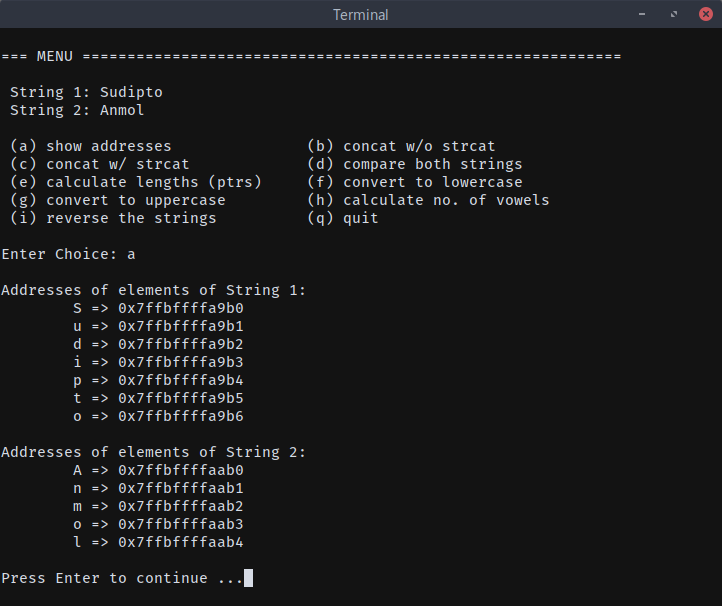 Terminal
=== MENU ===============================================================
String 1: Sudipto
String 2: Anmol
(a) show addresses (b) concat w/o strcat
(c) concat w/ strcat (d) compare both strings
(e) calculate lengths (ptrs) (f) convert to lowercase
(g) convert to uppercase (h) calculate no. of vowels
(i) reverse the strings (q) quit
Enter Choice: a
Addresses of elements of String 1:
S => 0x7ffbffffa9b0
u => 0x7ffbffffa9b1
d => 0x7ffbffffa9b2
i => 0x7ffbffffa9b3
p => 0x7ffbffffa9b4
t => 0x7ffbffffa9b5
o => 0x7ffbffffa9b6
Addresses of elements of String 2:
A => 0x7ffbffffaab0
n => 0x7ffbffffaab1
m => 0x7ffbffffaab2
o => 0x7ffbffffaab3
l => 0x7ffbffffaab4
Press Enter to continue ...